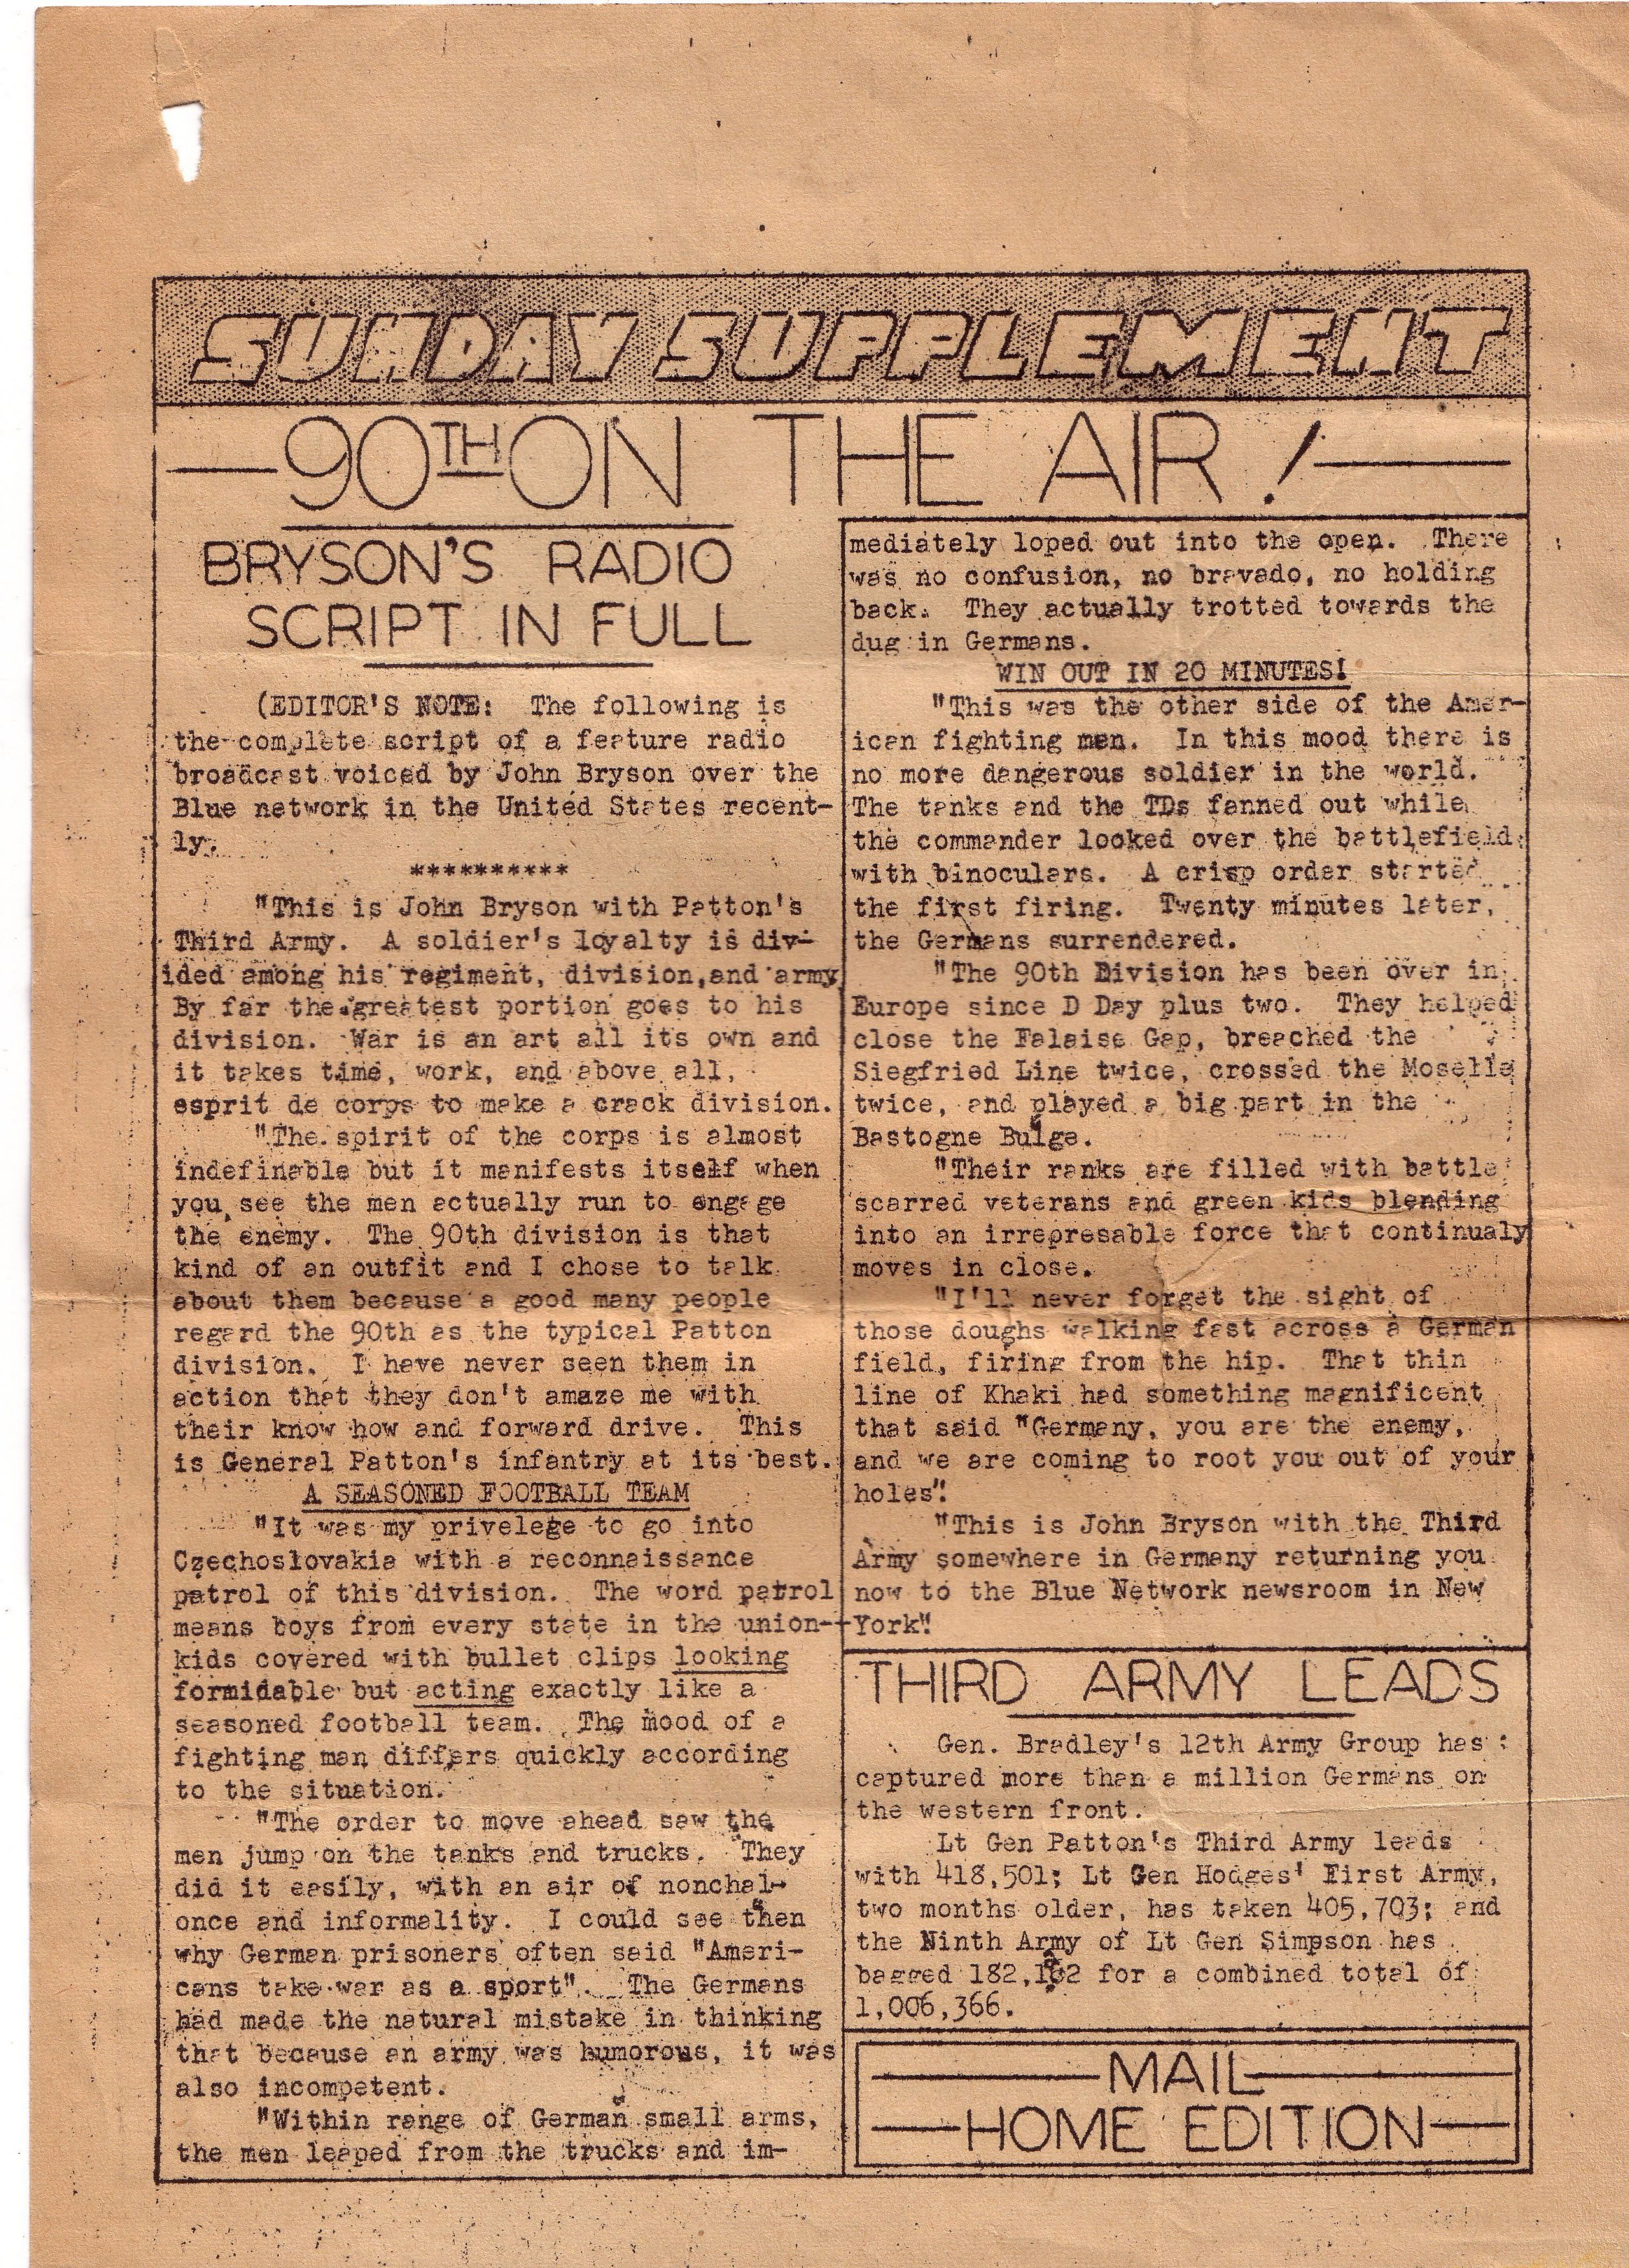 SUNDAY SUPPLEMENT
90TH ON THE AIR!
BRYSON'S RADIO
SCRIPT IN FULL
(EDITOR'S NOTE: The following is
the complete script of a feature radio
broadcast voiced by John Bryson over the
Blue network in the United States recent-
ly.
**********
"This is John Bryson with Patton's
Third Army. A soldier's loyalty is div-
ided among his regiment, division,and army
By far the greatest portion goes to his
division. War is an art all its own and
it takes time, work, and above all,
esprit de corps to make a crack division.
"The spirit of the corps is almost
indefinable but it manifests itself when
you see the men actually run to engage
the enemy. The 90th division is that
kind of an outfit and I chose to talk
about them because a good many people
regard the 90th as the typical Patton
division. I have never seen them in
action that they don't amaze me with
their know how and forward drive. This
is General Patton's infantry at its best.
A SEASONED FOOTBALL TEAM
"It was my privelege to go into
Czechoslovakia with a reconnaissance
patrol of this division. The word patrol
means boys from every state in the union--
kids covered with bullet clips looking
formidable but acting exactly like a
seasoned football team. The mood of a
fighting man differs quickly according
to the situation.
"The order to move ahead saw the
men jump on the tanks and trucks. They
did it easily, with an air of nonchal-
once and informality. I could see then
why German prisoners often said "Ameri-
cans take war as a sport". The Germans
had made the natural mistake in thinking
that because an army was humorous, it was
also incompetent.
"Within range of German small arms,
the men leaped from the trucks and im-
mediately loped out into the open. There
was no confusion, no bravado, no holding
back. They actually trotted towards the
dug in Germans.
WIN OUT IN 20 MINUTES!
"This was the other side of the Amer-
ican fighting men. In this mood there is
no more dangerous soldier in the world.
The tanks and the TDs fanned out while
the commander looked over the battlefield
with binoculars. A crisp order started
the first firing. Twenty minutes later,
the Germans surrendered.
"The 90th Division has been over in
Europe since D Day plus two. They helped
close the Falaise Gap, breached the
Siegfried Line twice, crossed the Moselle
twice, and played a big part in the
Bastogne Bulge.
"Their ranks are filled with battle
scarred veterans and green kids blending
into an irrepresable force that continualy
moves in close.
"I'll never forget the sight of
those doughs walking fast across a German
field, firing from the hip. That thin
line of Khaki had something magnificent
that said "Germany, you are the enemy,
and we are coming to root you out of your
holes".
"This is John Bryson with the Third
Army somewhere in Germany returning you
now to the Blue Network newsroom in New
York".
THIRD ARMY LEADS
Gen. Bradley's 12th Army Group has
captured more than a million Germans on
the western front.
Lt Gen Patton's Third Army leads
with 418,501; Lt Gen Hodges' First Army,
two months older, has taken 405,703; and
the Ninth Army of Lt Gen Simpson has
bagged 182,162 for a combined total of
1,006,366.
MAIL
HOME EDITION